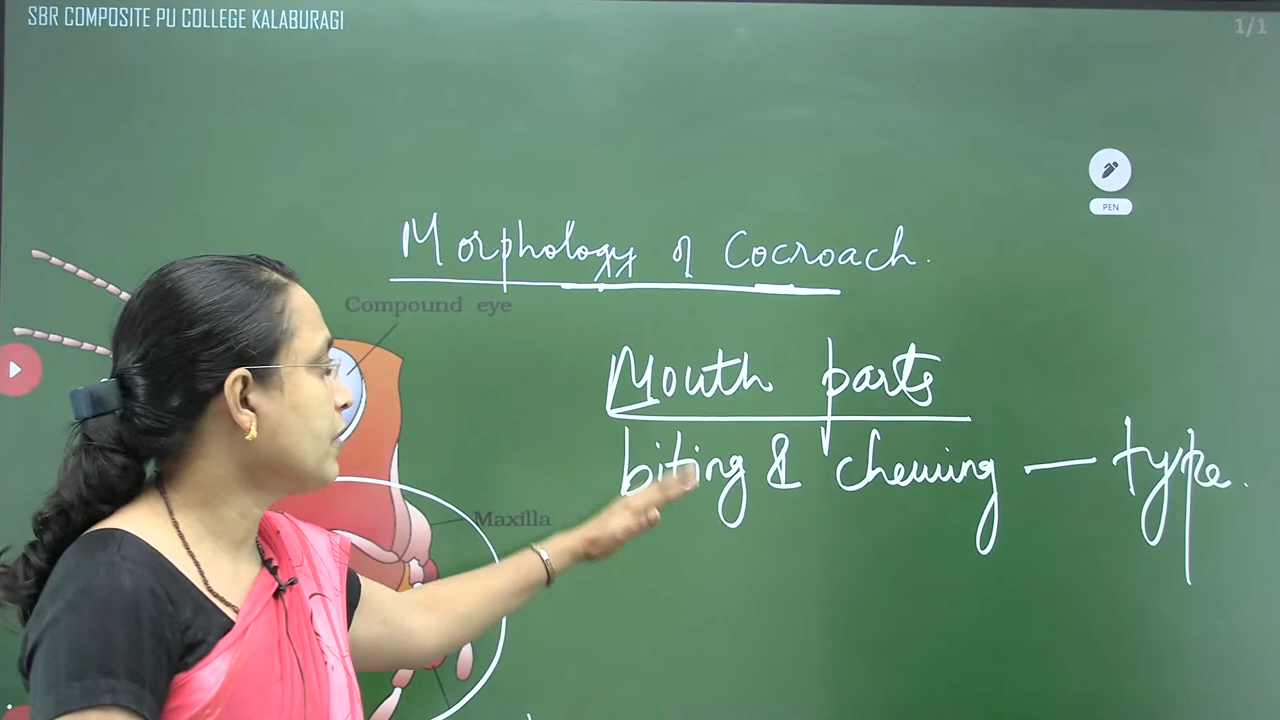 SBR COMPOSITE PU COLLEGE KALABURAGI
1/1
PEN
Morphology of Cocroach.
Compound eye
Mouth parts
biting & chewing — type.
Maxilla